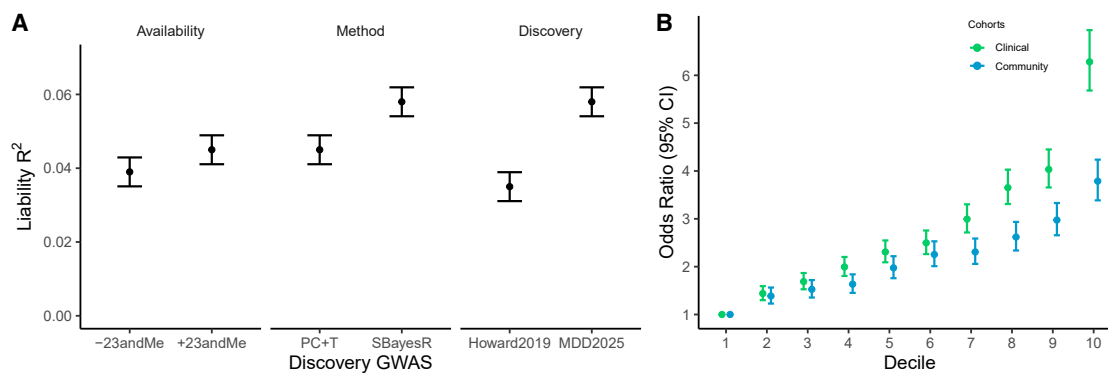 A
Availability
Method
Discovery
Liability R²
0.06
0.04
0.02
0.00
−23andMe
+23andMe
PC+T
SBayesR
Howard2019
MDD2025
Discovery GWAS
B
Cohorts
Clinical
Community
Odds Ratio (95% CI)
6
5
4
3
2
1
1 2 3 4 5 6 7 8 9 10
Decile